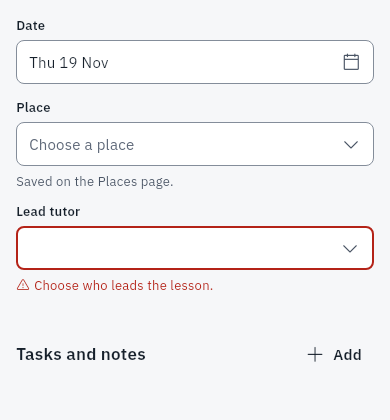 Date
Thu 19 Nov
Place
Choose a place
Saved on the Places page.
Lead tutor
Choose who leads the lesson.
Tasks and notes
Add